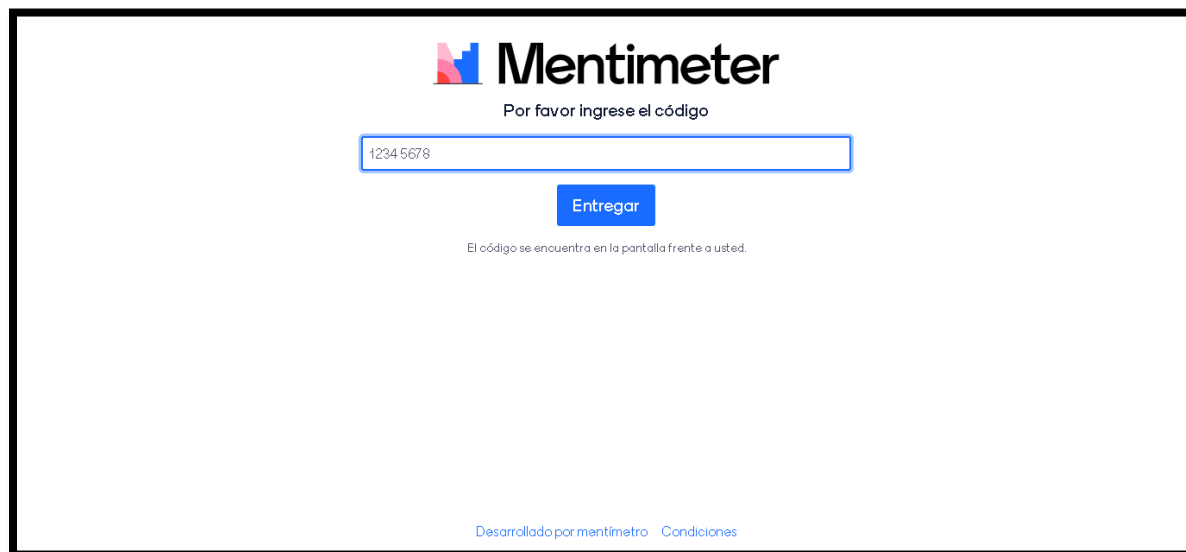 Mentimeter
Por favor ingrese el código
1234 5678
Entregar
El código se encuentra en la pantalla frente a usted.
Desarrollado por mentímetro Condiciones